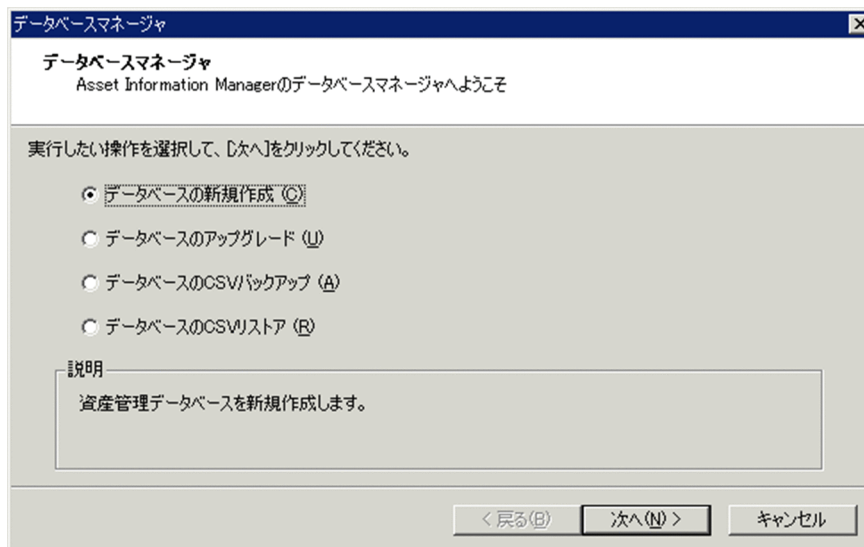 データベースマネージャ
データベースマネージャ
Asset Information Managerのデータベースマネージャへようこそ
実行したい操作を選択して、[次へ]をクリックしてください。
データベースの新規作成 (C)
データベースのアップグレード (U)
データベースのCSVバックアップ (A)
データベースのCSVリストア (R)
説明
資産管理データベースを新規作成します。
< 戻る(B)
次へ(N) >
キャンセル